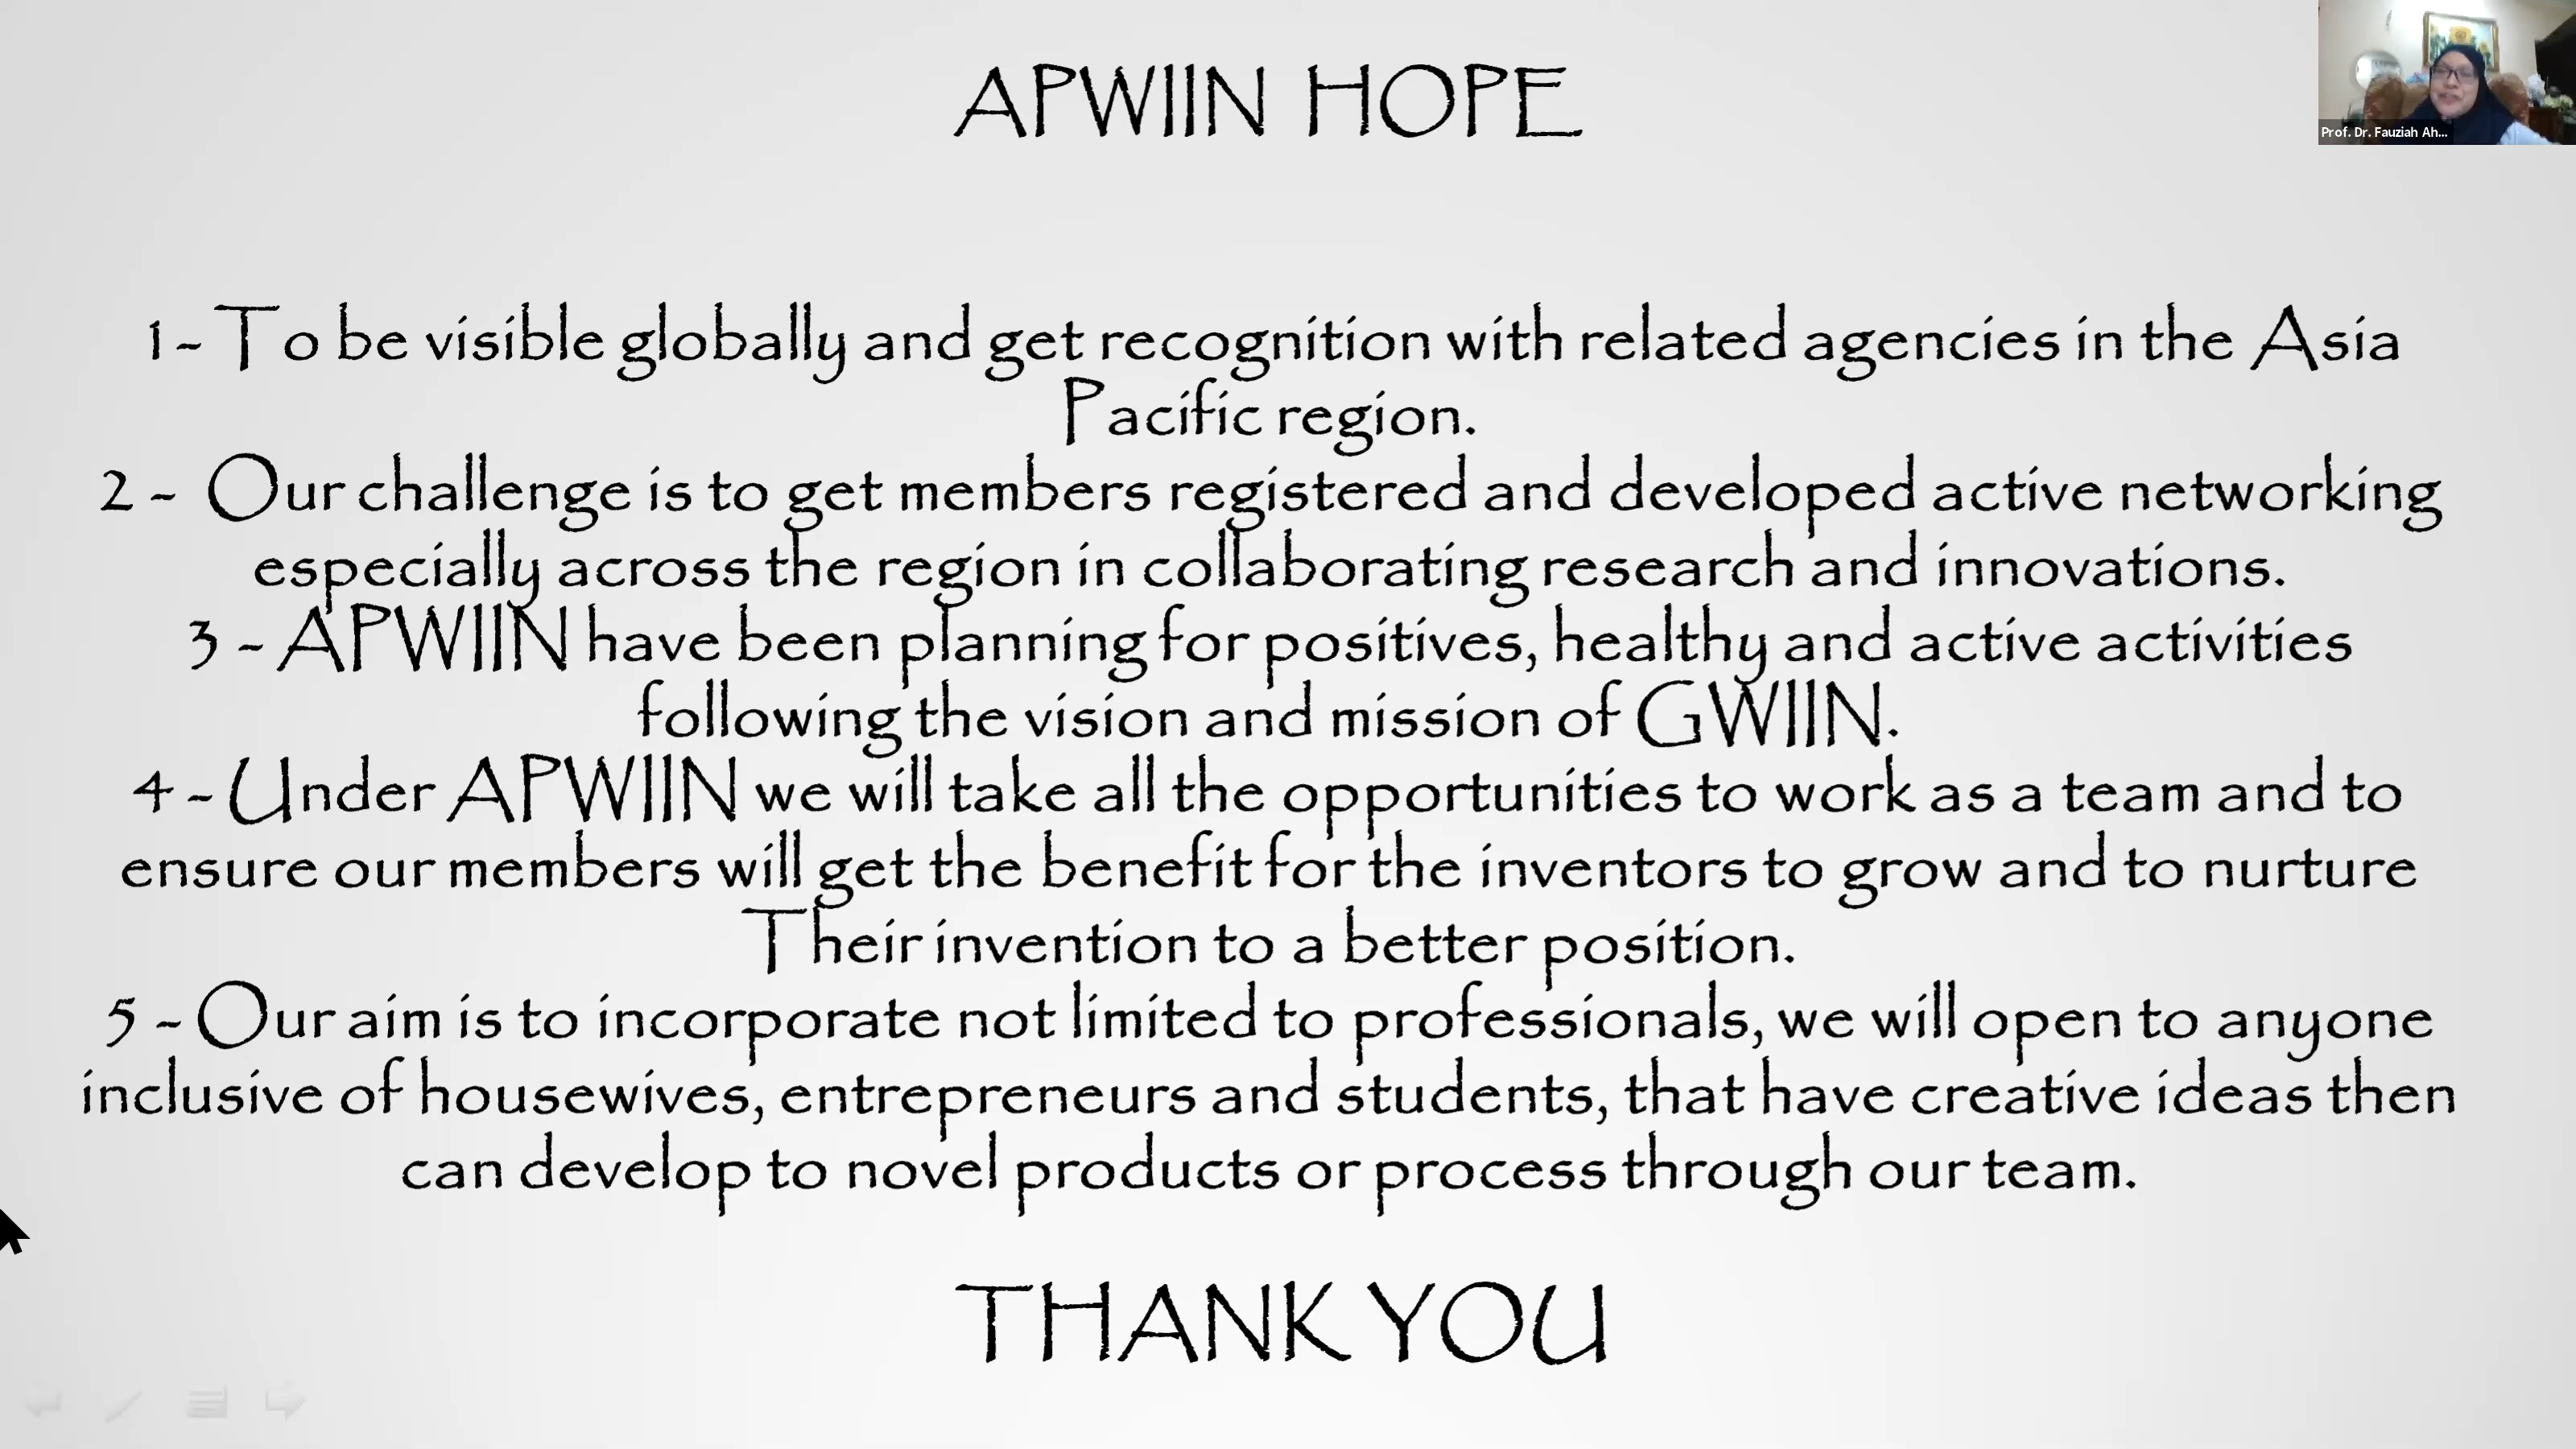 APWIIN HOPE
Prof. Dr. Fauziah Ah...
1 - To be visible globally and get recognition with related agencies in the Asia
Pacific region.
2 - Our challenge is to get members registered and developed active networking
especially across the region in collaborating research and innovations.
3 - APWIIN have been planning for positives, healthy and active activities
following the vision and mission of GWIIN.
4 - Under APWIIN we will take all the opportunities to work as a team and to
ensure our members will get the benefit for the inventors to grow and to nurture
Their invention to a better position.
5 - Our aim is to incorporate not limited to professionals, we will open to anyone
inclusive of housewives, entrepreneurs and students, that have creative ideas then
can develop to novel products or process through our team.
THANK YOU